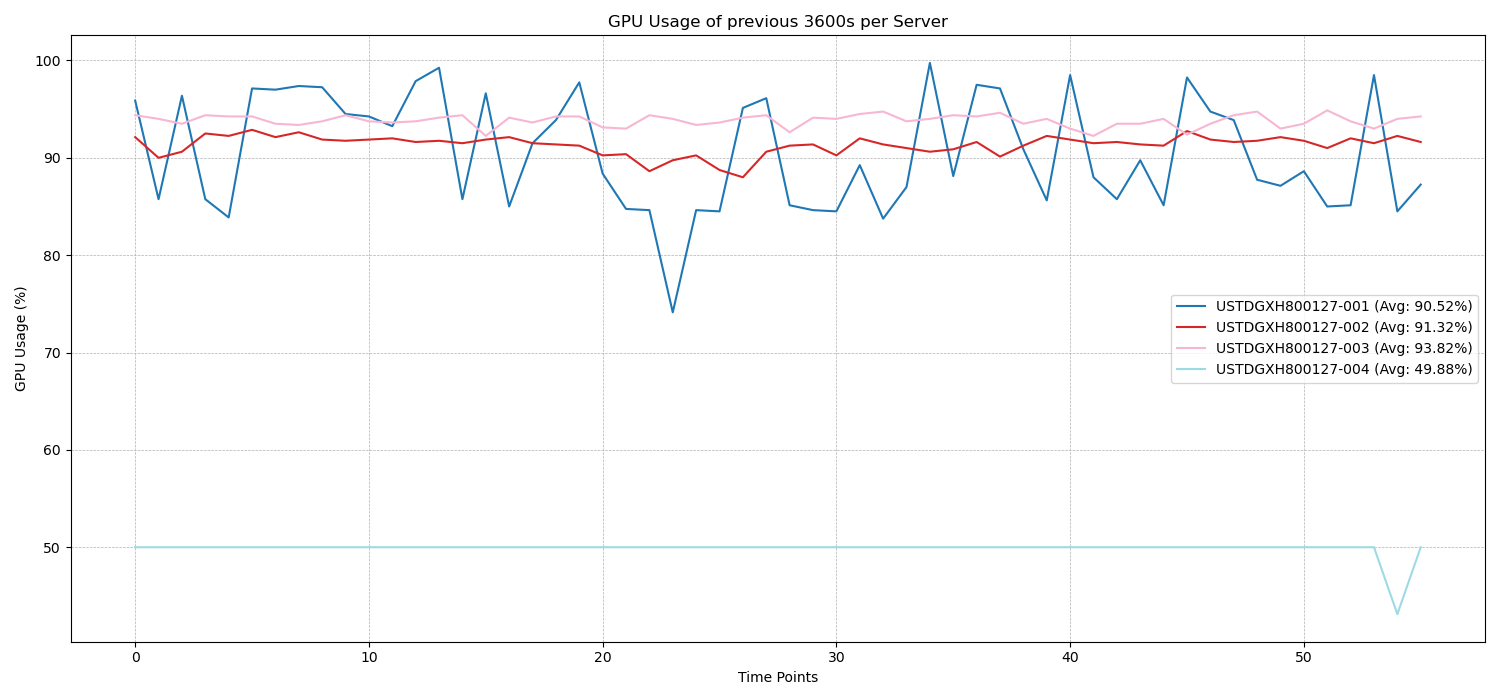 GPU Usage of previous 3600s per Server
GPU Usage (%)
100
90
80
70
60
50
USTDGXH800127-001 (Avg: 90.52%)
USTDGXH800127-002 (Avg: 91.32%)
USTDGXH800127-003 (Avg: 93.82%)
USTDGXH800127-004 (Avg: 49.88%)
0 10 20 30 40 50
Time Points